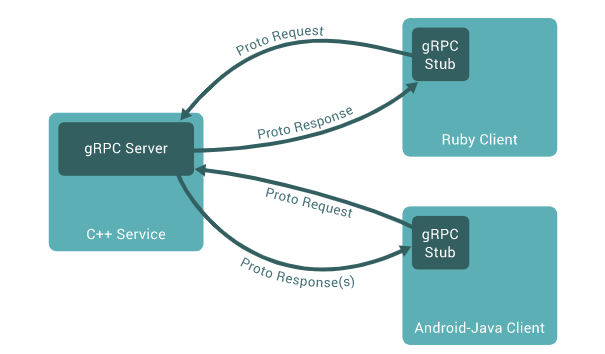 Proto Request
gRPC
Stub
Ruby Client
Proto Response
gRPC Server
C++ Service
Proto Request
gRPC
Stub
Android-Java Client
Proto Response(s)